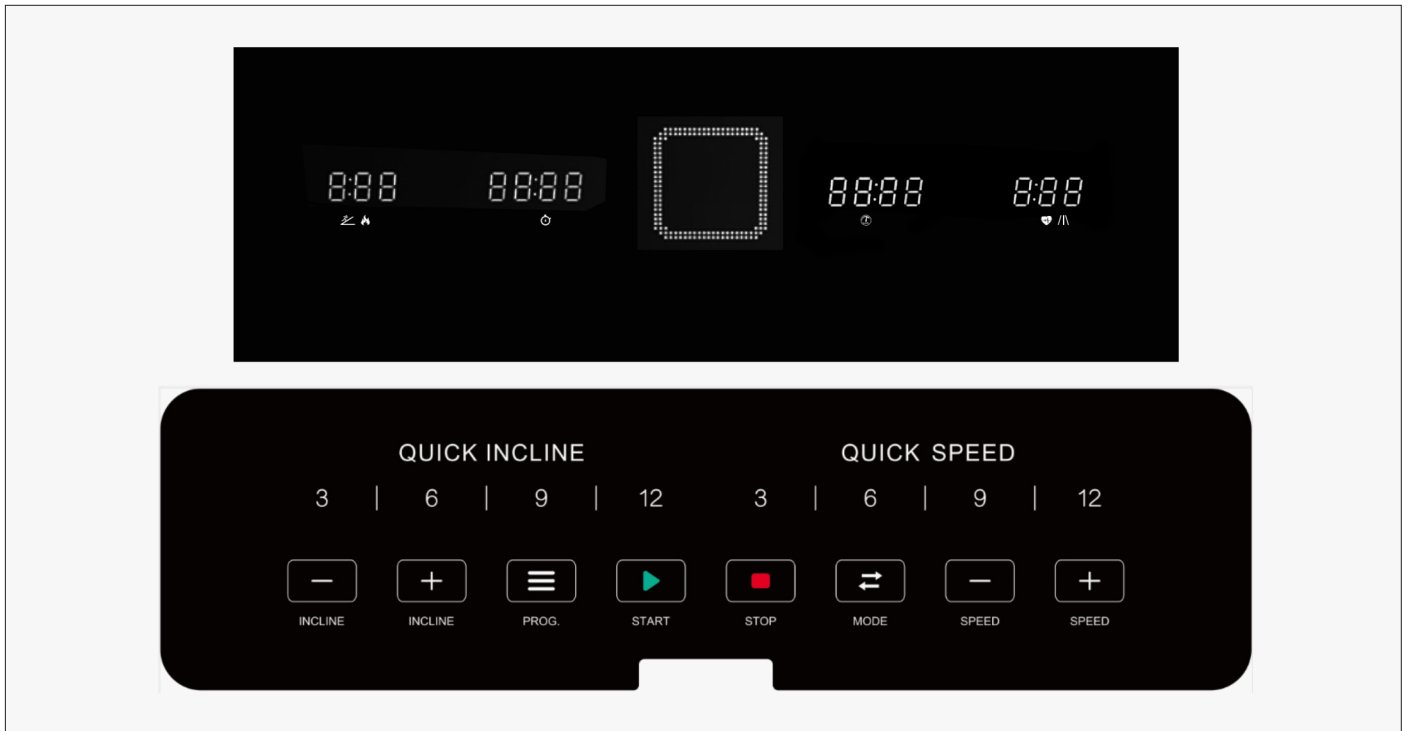 8:88 88:88 88:88 8:88
QUICK INCLINE QUICK SPEED
3 | 6 | 9 | 12 3 | 6 | 9 | 12
INCLINE INCLINE PROG. START STOP MODE SPEED SPEED